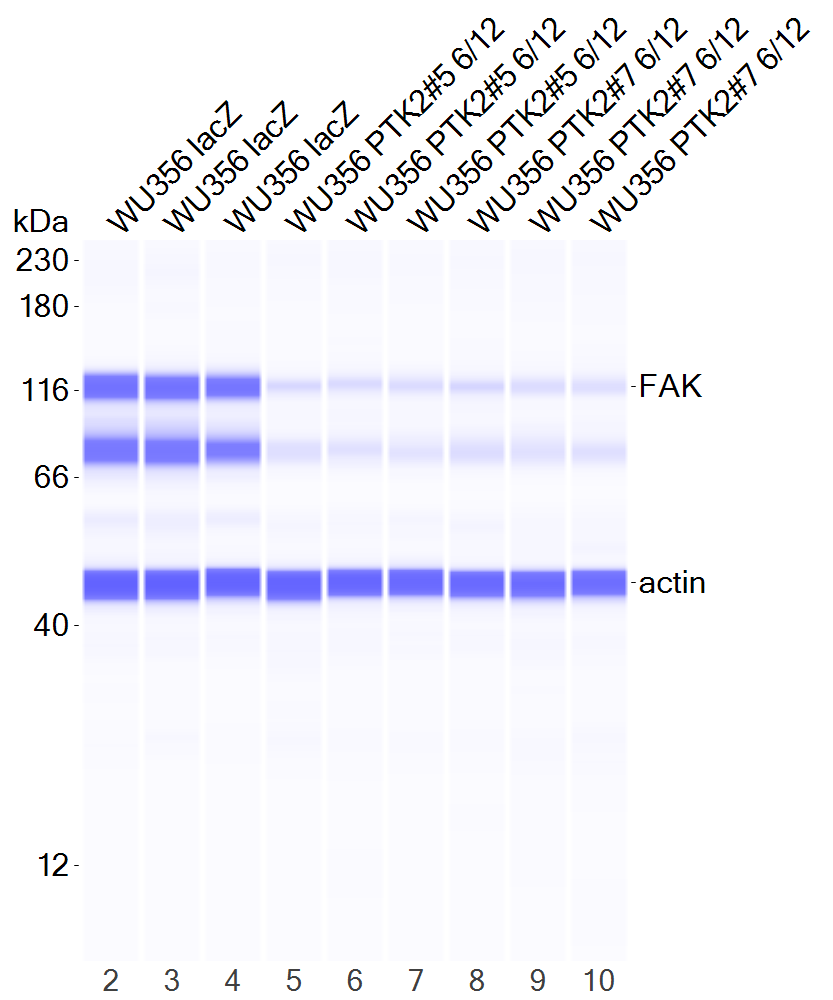 WU356 lacZ
WU356 lacZ
WU356 lacZ
WU356 PTK2#5 6/12
WU356 PTK2#5 6/12
WU356 PTK2#5 6/12
WU356 PTK2#7 6/12
WU356 PTK2#7 6/12
WU356 PTK2#7 6/12
kDa
230
180
116
FAK
66
actin
40
12
2 3 4 5 6 7 8 9 10